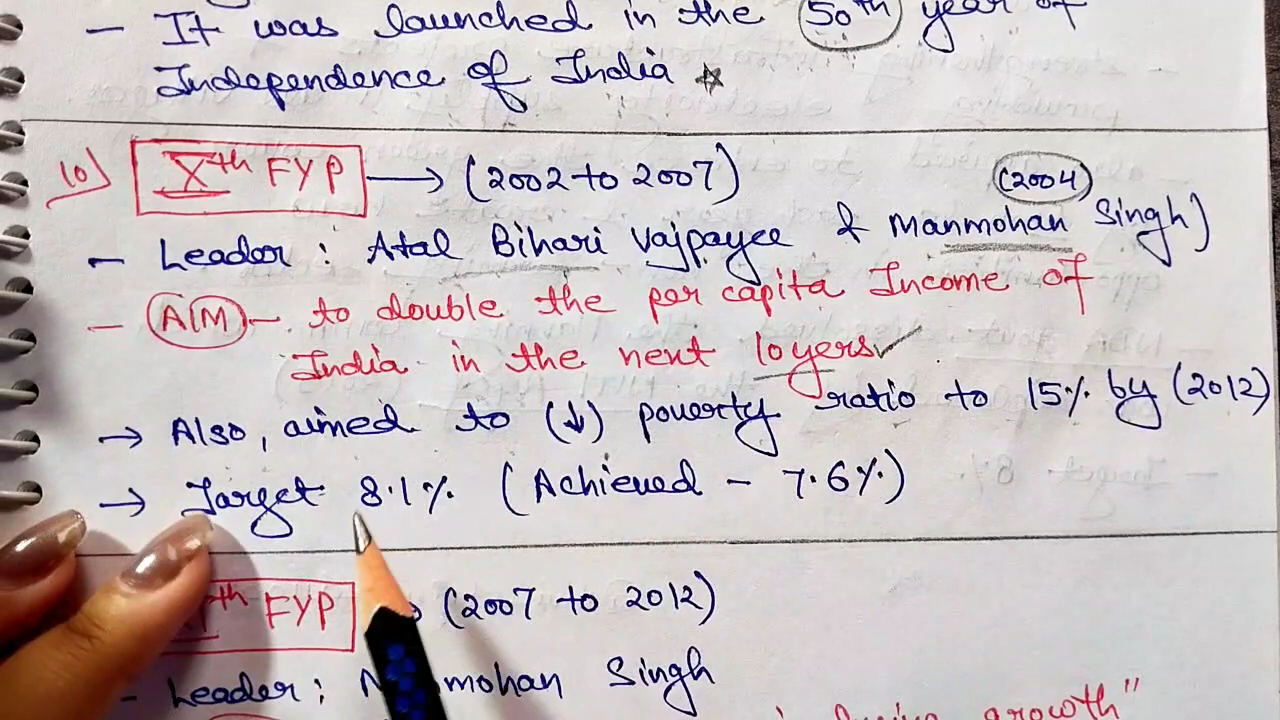 - It was launched in the 50th year of
Independence of India ☆
10) Xth FYP → (2002 to 2007) (2004)
- Leader : Atal Bihari Vajpayee & Manmohan Singh)
- AIM - to double the per capita Income of
India in the next 10yers ✓
→ Also, aimed to (↓) poverty ratio to 15% by (2012)
→ Target 8.1% (Achieved - 7.6%)
th FYP → (2007 to 2012)
- Leader: Manmohan Singh
growth"